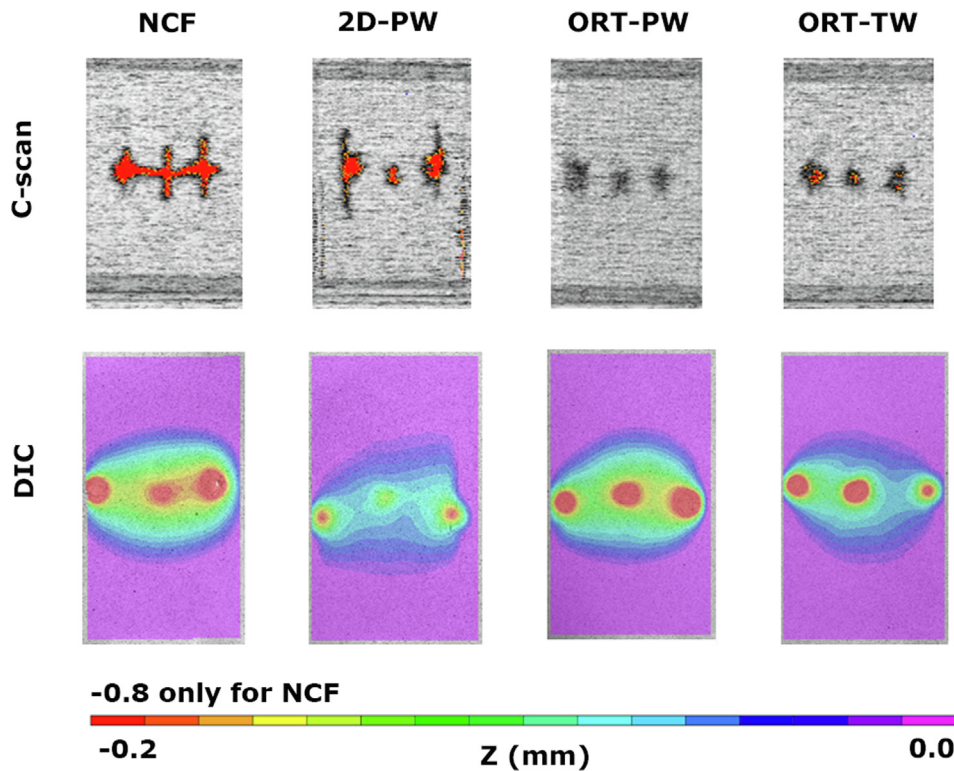 NCF 2D-PW ORT-PW ORT-TW
C-scan
DIC
-0.8 only for NCF
-0.2 Z (mm) 0.0